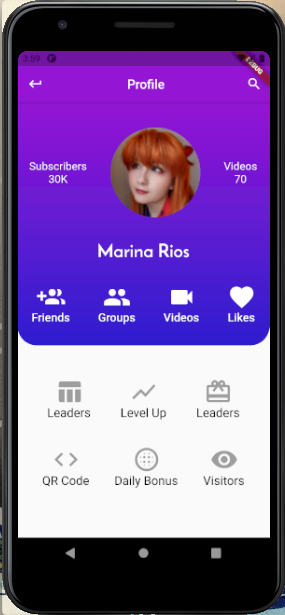 3:59
DEBUG
Profile
Subscribers
30K
Videos
70
Marina Rios
Friends Groups Videos Likes
Leaders Level Up Leaders
QR Code Daily Bonus Visitors